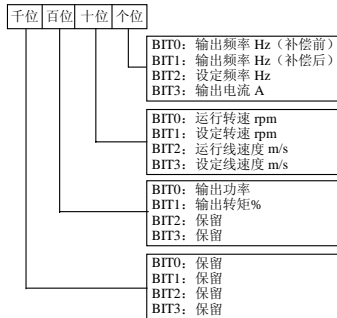 千位 百位 十位 个位
BIT0：输出频率 Hz（补偿前）
BIT1：输出频率 Hz（补偿后）
BIT2：设定频率 Hz
BIT3：输出电流 A
BIT0：运行转速 rpm
BIT1：设定转速 rpm
BIT2：运行线速度 m/s
BIT3：设定线速度 m/s
BIT0：输出功率
BIT1：输出转矩%
BIT2：保留
BIT3：保留
BIT0：保留
BIT1：保留
BIT2：保留
BIT3：保留